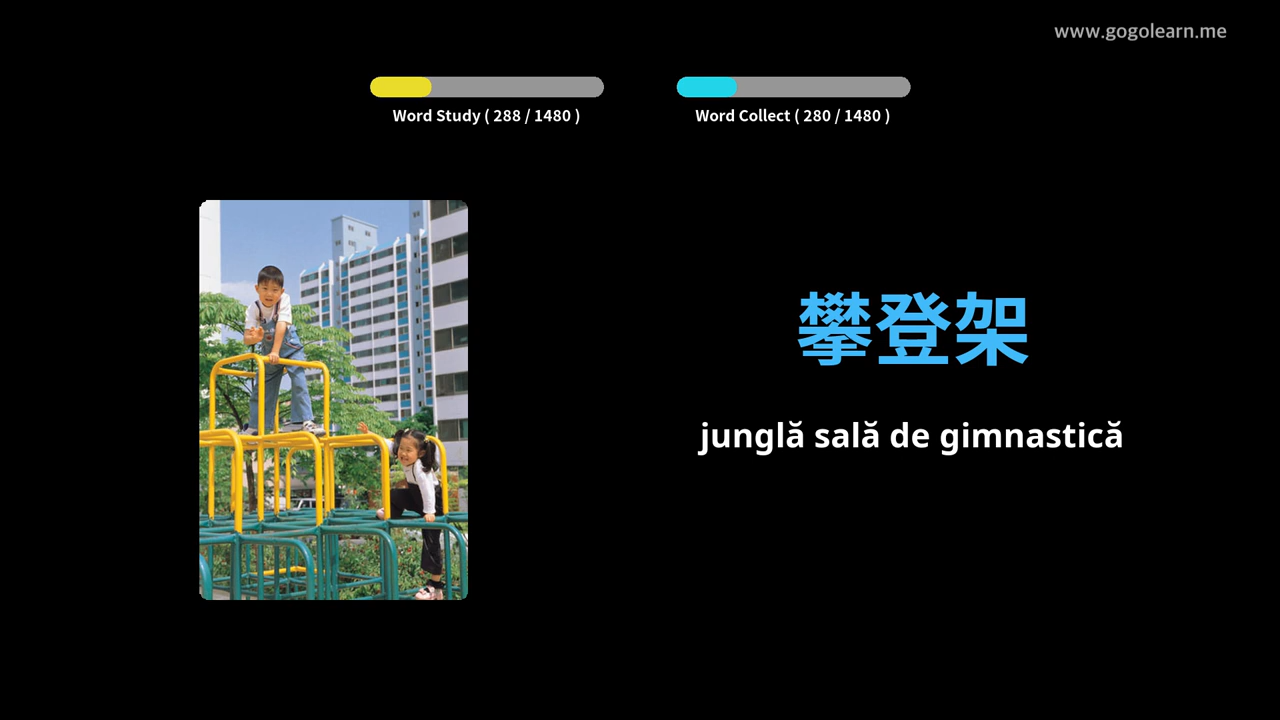 www.gogolearn.me
Word Study ( 288 / 1480 )
Word Collect ( 280 / 1480 )
攀登架
junglă sală de gimnastică